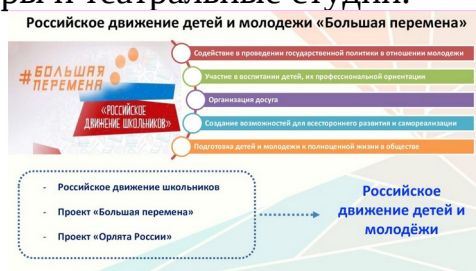 ры и театральные студии.
Российское движение детей и молодежи «Большая перемена»
#БОЛЬШАЯ
ПЕРЕМЕНА
«РОССИЙСКОЕ
ДВИЖЕНИЕ ШКОЛЬНИКОВ»
Содействие в проведении государственной политики в отношении молодежи
Участие в воспитании детей, их профессиональной ориентации
Организация досуга
Создание возможностей для всестороннего развития и самореализации
Подготовка детей и молодежи к полноценной жизни в обществе
- Российское движение школьников
- Проект «Большая перемена»
- Проект «Орлята России»
Российское
движение детей и
молодёжи